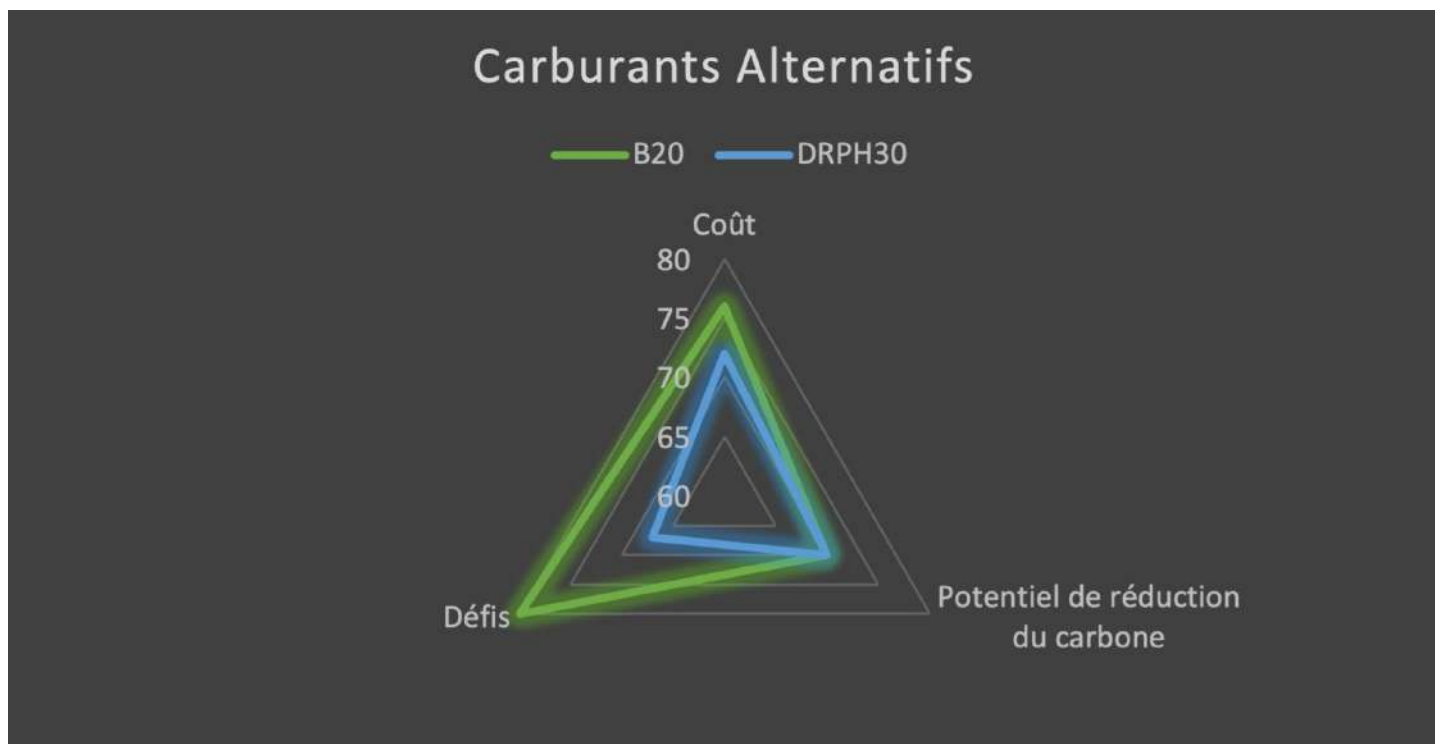 Carburants Alternatifs
B20 DRPH30
Coût
80
75
70
65
60
Défis
Potentiel de réduction
du carbone